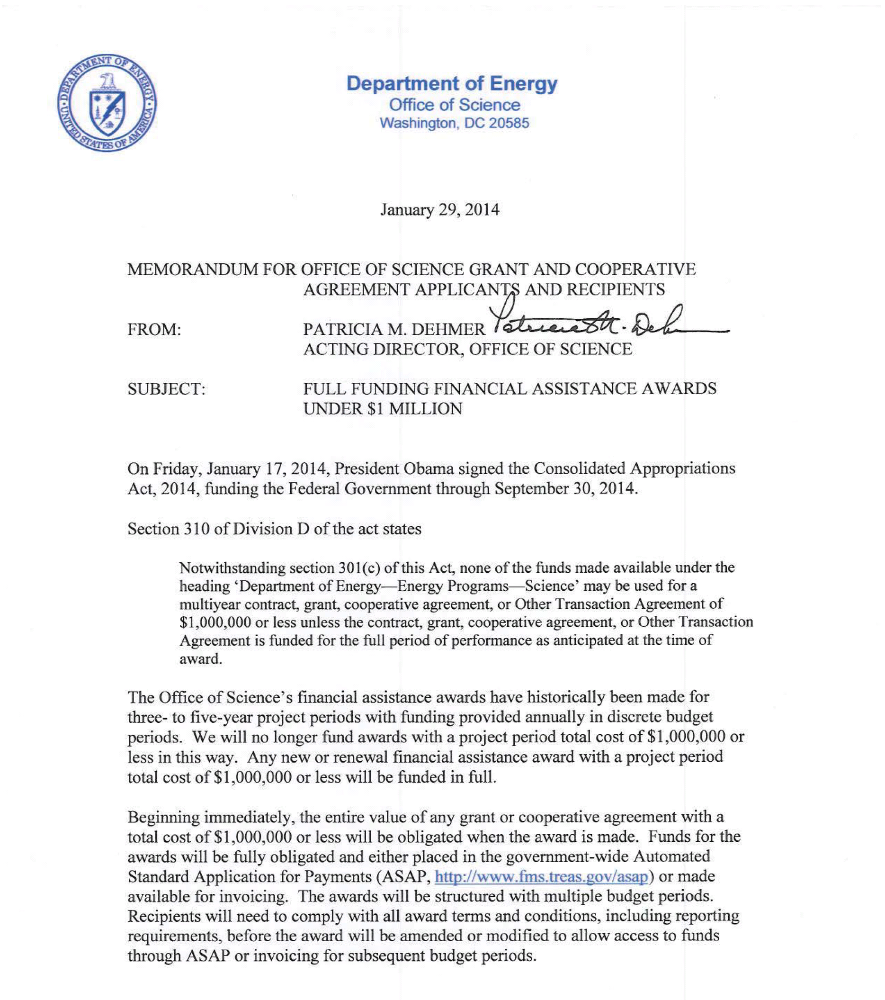 DEPARTMENT OF ENERGY
UNITED STATES OF AMERICA
Department of Energy
Office of Science
Washington, DC 20585
January 29, 2014
MEMORANDUM FOR OFFICE OF SCIENCE GRANT AND COOPERATIVE
AGREEMENT APPLICANTS AND RECIPIENTS
FROM: PATRICIA M. DEHMER Patricia M. Dehmer
ACTING DIRECTOR, OFFICE OF SCIENCE
SUBJECT: FULL FUNDING FINANCIAL ASSISTANCE AWARDS
UNDER $1 MILLION
On Friday, January 17, 2014, President Obama signed the Consolidated Appropriations
Act, 2014, funding the Federal Government through September 30, 2014.
Section 310 of Division D of the act states
Notwithstanding section 301(c) of this Act, none of the funds made available under the
heading ‘Department of Energy—Energy Programs—Science’ may be used for a
multiyear contract, grant, cooperative agreement, or Other Transaction Agreement of
$1,000,000 or less unless the contract, grant, cooperative agreement, or Other Transaction
Agreement is funded for the full period of performance as anticipated at the time of
award.
The Office of Science’s financial assistance awards have historically been made for
three- to five-year project periods with funding provided annually in discrete budget
periods. We will no longer fund awards with a project period total cost of $1,000,000 or
less in this way. Any new or renewal financial assistance award with a project period
total cost of $1,000,000 or less will be funded in full.
Beginning immediately, the entire value of any grant or cooperative agreement with a
total cost of $1,000,000 or less will be obligated when the award is made. Funds for the
awards will be fully obligated and either placed in the government-wide Automated
Standard Application for Payments (ASAP, http://www.fms.treas.gov/asap) or made
available for invoicing. The awards will be structured with multiple budget periods.
Recipients will need to comply with all award terms and conditions, including reporting
requirements, before the award will be amended or modified to allow access to funds
through ASAP or invoicing for subsequent budget periods.